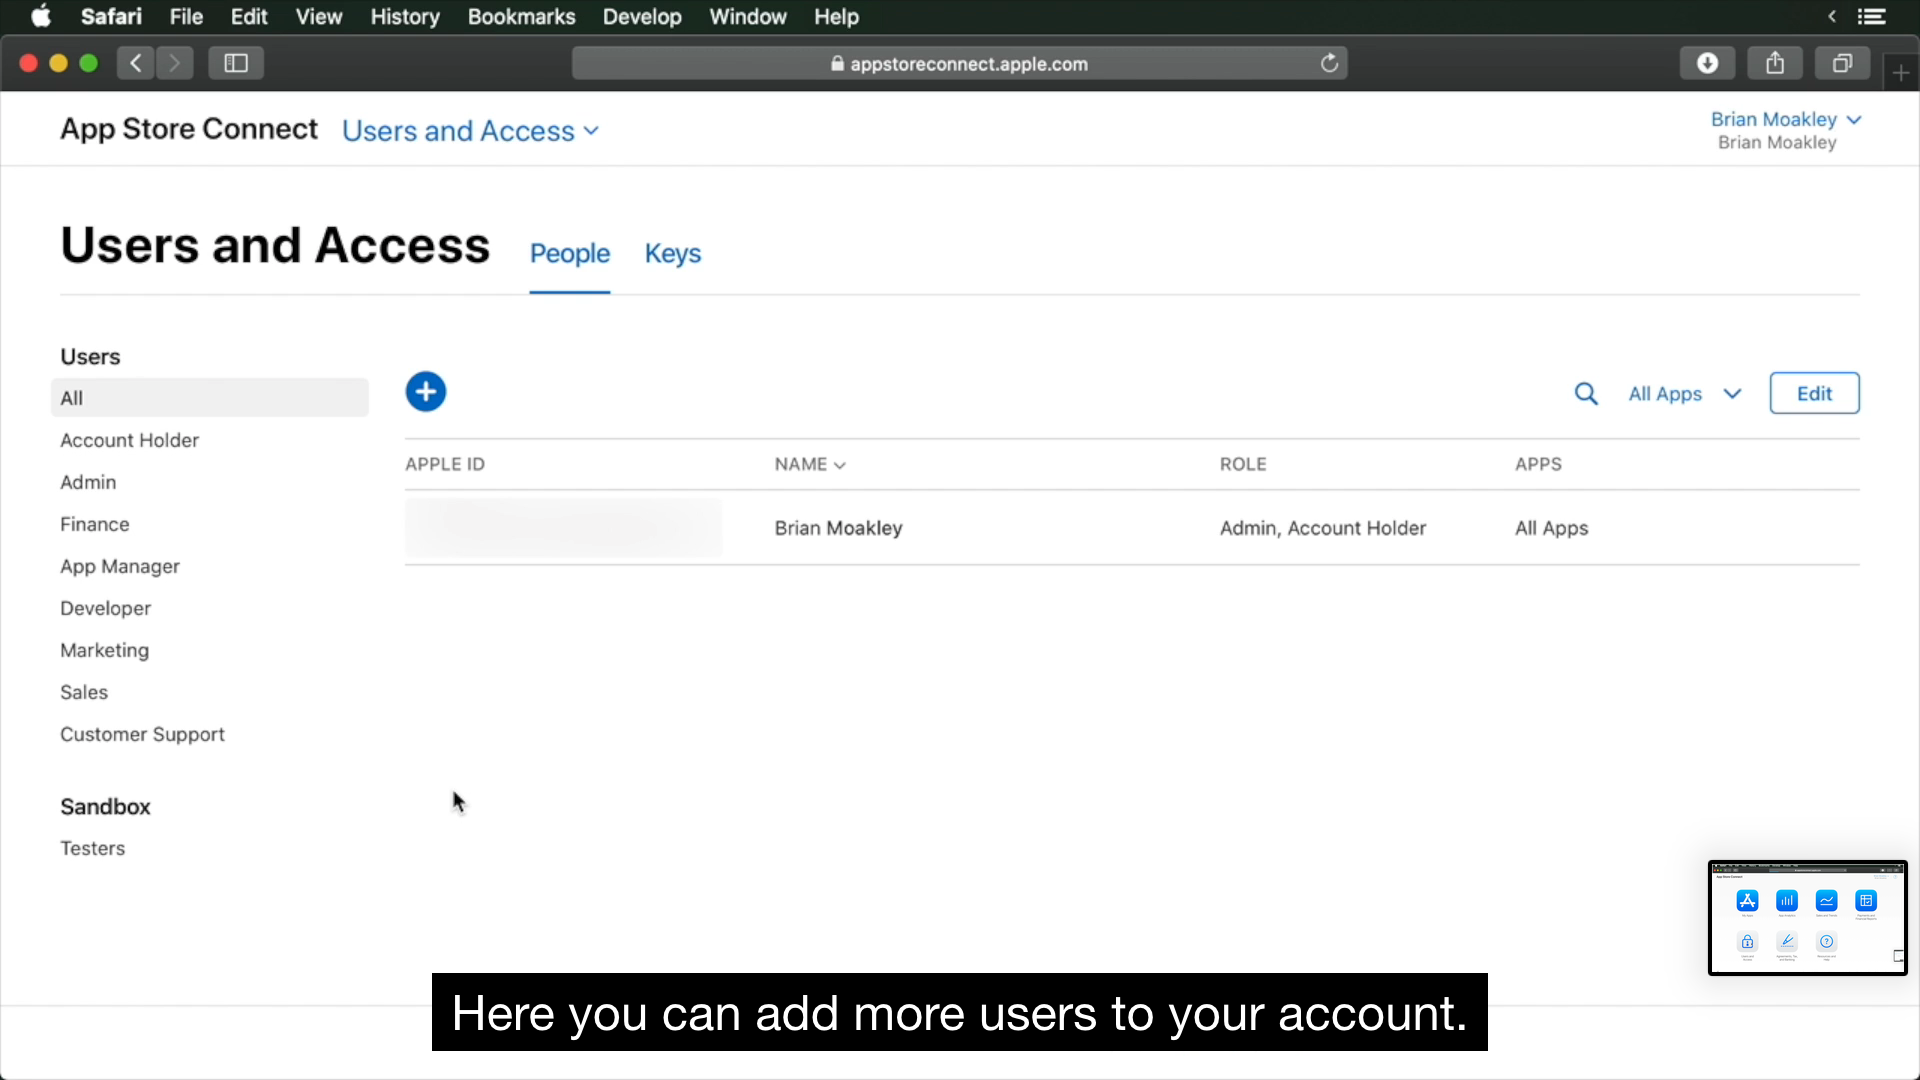 Safari File Edit View History Bookmarks Develop Window Help
appstoreconnect.apple.com
App Store Connect Users and Access
Brian Moakley
Brian Moakley
Users and Access People Keys
Users
All
Account Holder
Admin
Finance
App Manager
Developer
Marketing
Sales
Customer Support
Sandbox
Testers
All Apps Edit
APPLE ID NAME ROLE APPS
Brian Moakley Admin, Account Holder All Apps
Here you can add more users to your account.